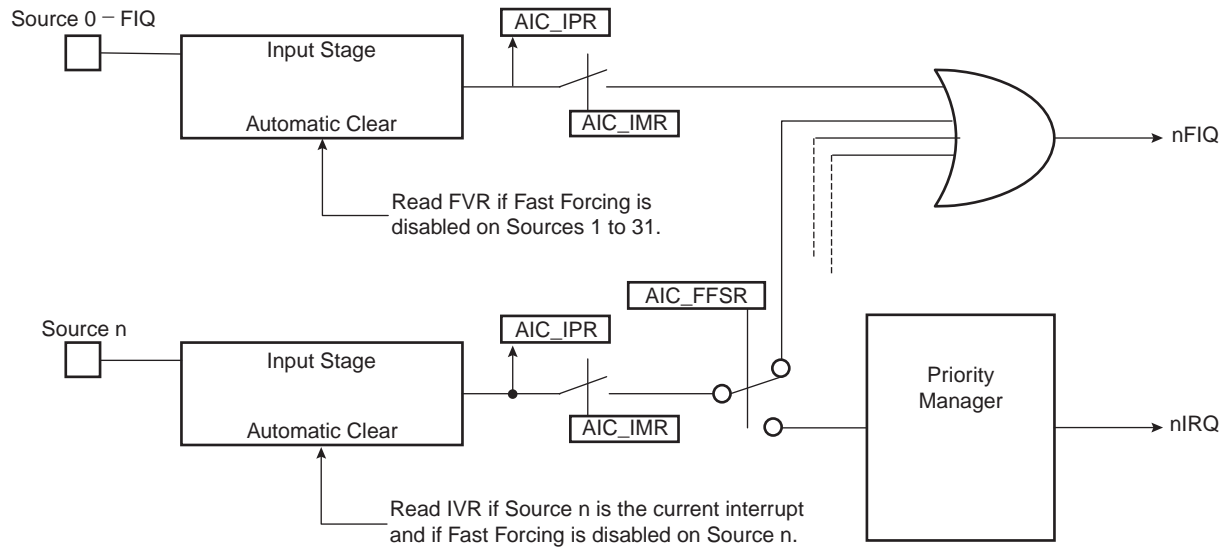 Source 0 – FIQ
AIC_IPR
Input Stage
Automatic Clear
AIC_IMR
nFIQ
Read FVR if Fast Forcing is
disabled on Sources 1 to 31.
AIC_FFSR
Source n
AIC_IPR
Input Stage
Priority
Manager
Automatic Clear
AIC_IMR
nIRQ
Read IVR if Source n is the current interrupt
and if Fast Forcing is disabled on Source n.